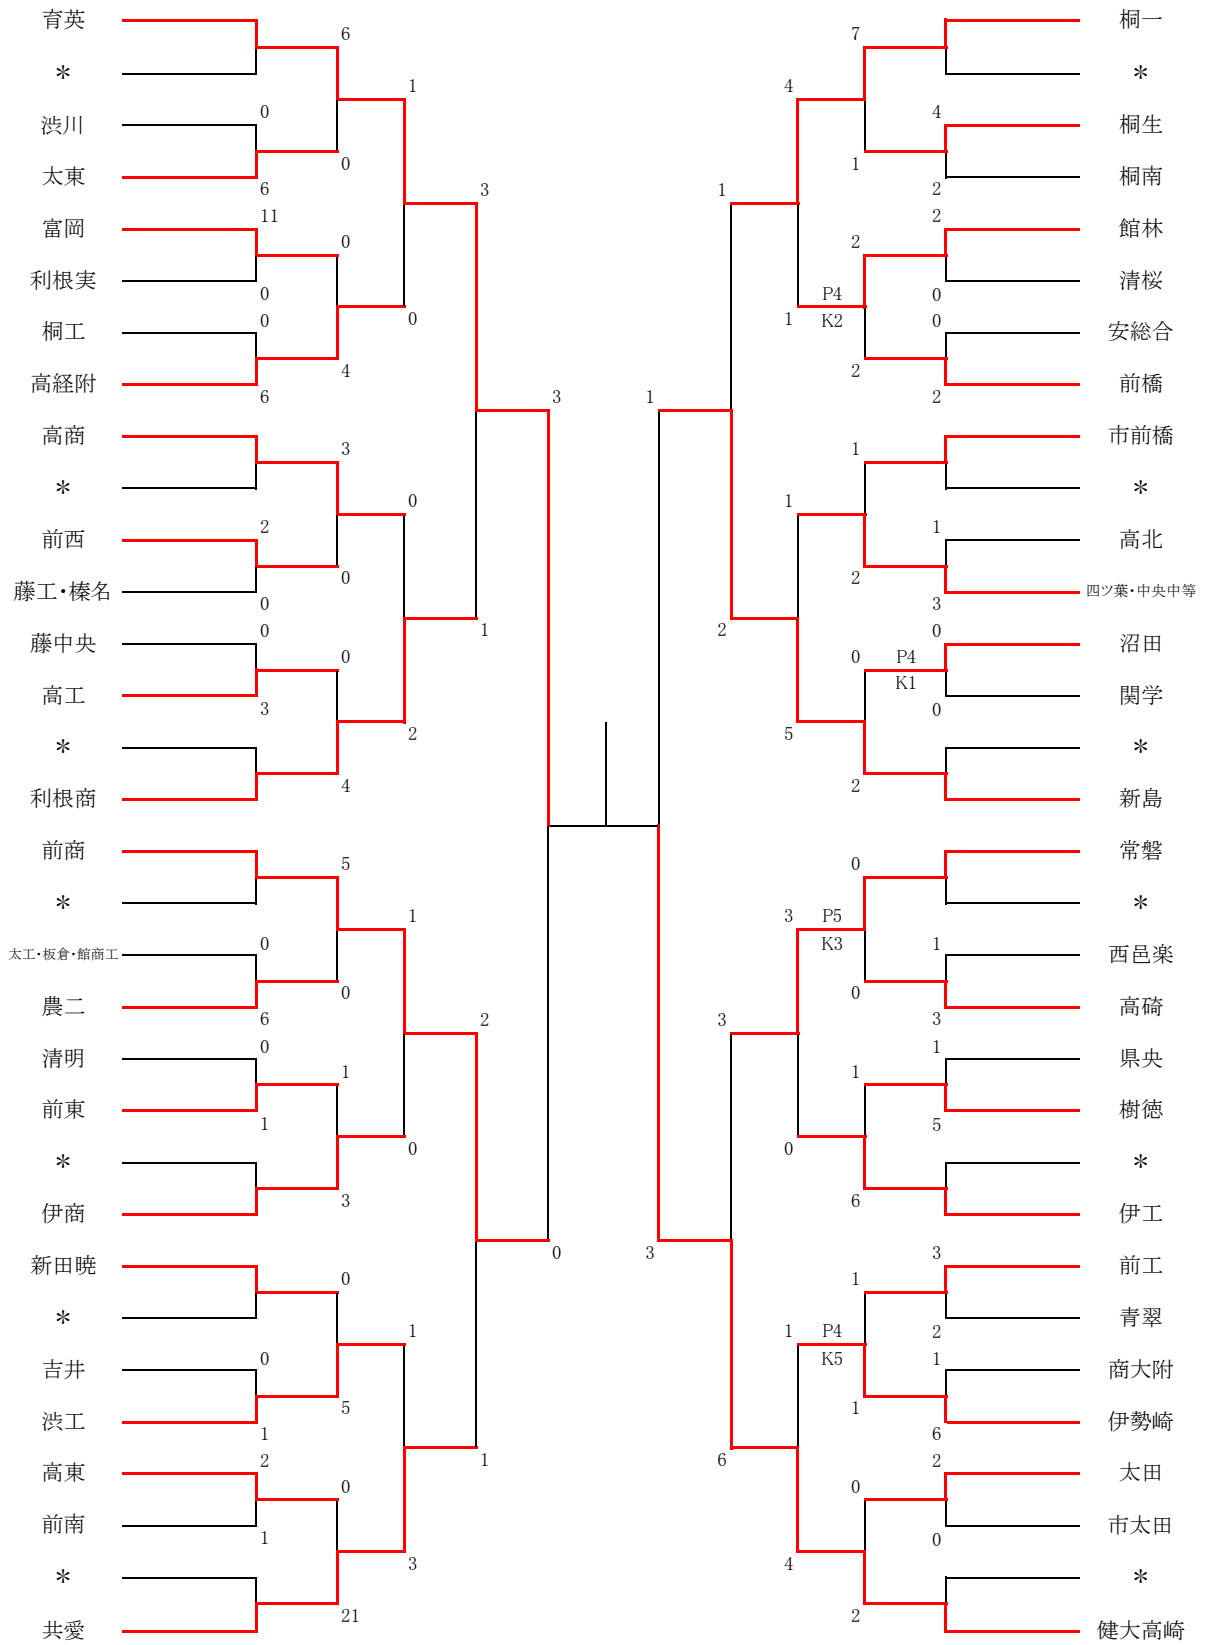 育英
6
＊
1
渋川
0
太東
6
0
3
富岡
11
0
利根実
0
0
桐工
0
高経附
6
4
3
高商
3
＊
0
前西
2
藤工・榛名
0
0
1
藤中央
0
0
高工
3
2
＊
利根商
4
前商
5
＊
1
太工・板倉・館商工
0
農二
6
0
2
清明
0
1
前東
1
0
＊
伊商
3
0
新田暁
0
＊
1
吉井
0
渋工
1
5
1
高東
2
0
前南
1
3
＊
共愛
21
桐一
7
＊
4
桐生
4
桐南
2
1
1
館林
2
2
清桜
0
P4
K2
1
安総合
0
前橋
2
2
1
市前橋
1
＊
1
高北
1
四ツ葉・中央中等
3
2
2
沼田
0
P4
K1
0
関学
0
5
＊
新島
2
常磐
0
＊
3
P5
K3
西邑楽
1
高碕
3
0
3
県央
1
1
樹徳
5
0
＊
伊工
6
3
前工
3
1
青翠
2
1
P4
K5
商大附
1
伊勢崎
6
1
6
太田
2
0
市太田
0
4
＊
健大高崎
2